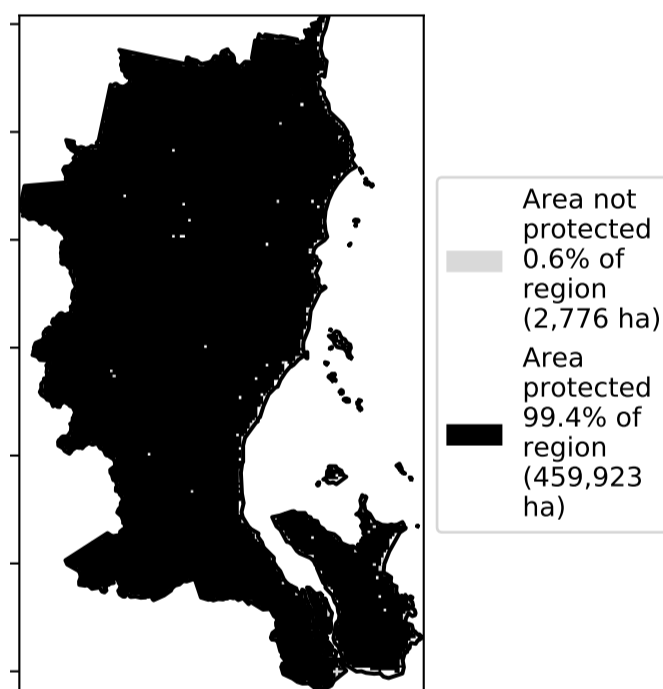 Area not
protected
0.6% of
region
(2,776 ha)
Area
protected
99.4% of
region
(459,923
ha)